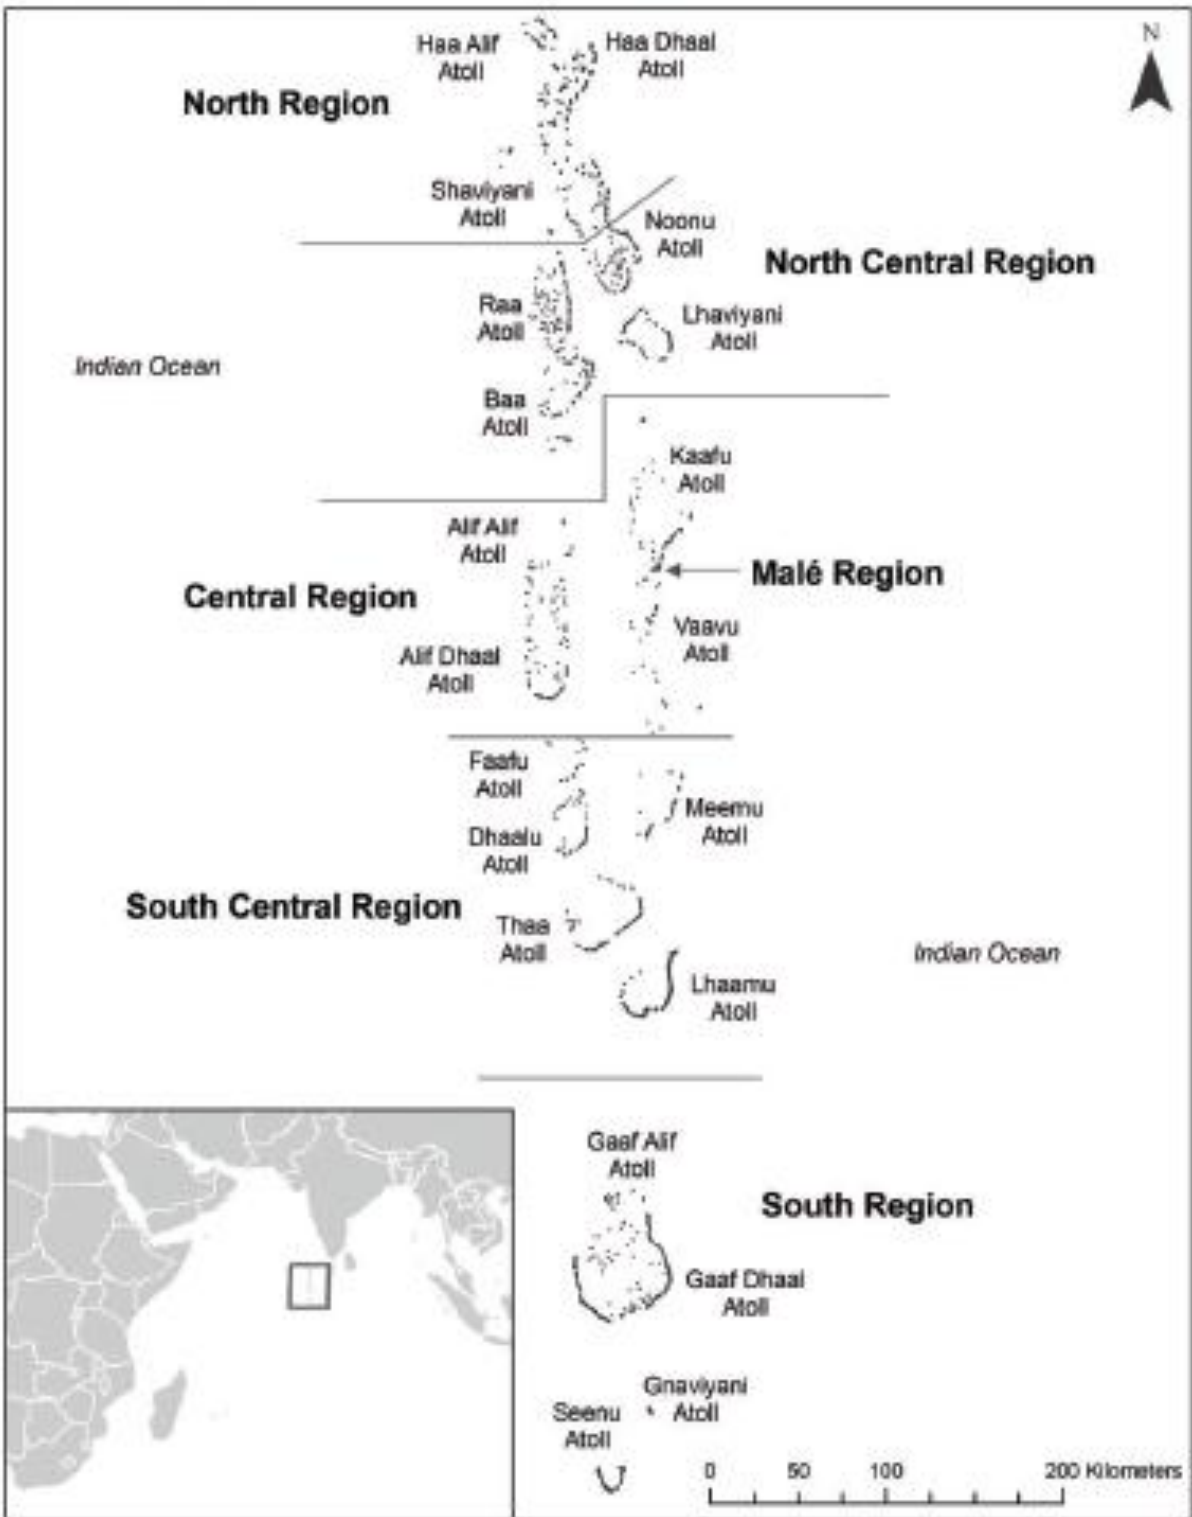 N
Haa Alif
Atoll
Haa Dhaal
Atoll
North Region
Shaviyani
Atoll
Noonu
Atoll
North Central Region
Raa
Atoll
Lhaviyani
Atoll
Indian Ocean
Baa
Atoll
Kaafu
Atoll
Alif Alif
Atoll
Malé Region
Central Region
Vaavu
Atoll
Alif Dhaal
Atoll
Faafu
Atoll
Meemu
Atoll
Dhaalu
Atoll
South Central Region
Thaa
Atoll
Indian Ocean
Lhaamu
Atoll
Gaaf Alif
Atoll
South Region
Gaaf Dhaal
Atoll
Gnaviyani
Atoll
Seenu
Atoll
0 50 100 200 Kilometers